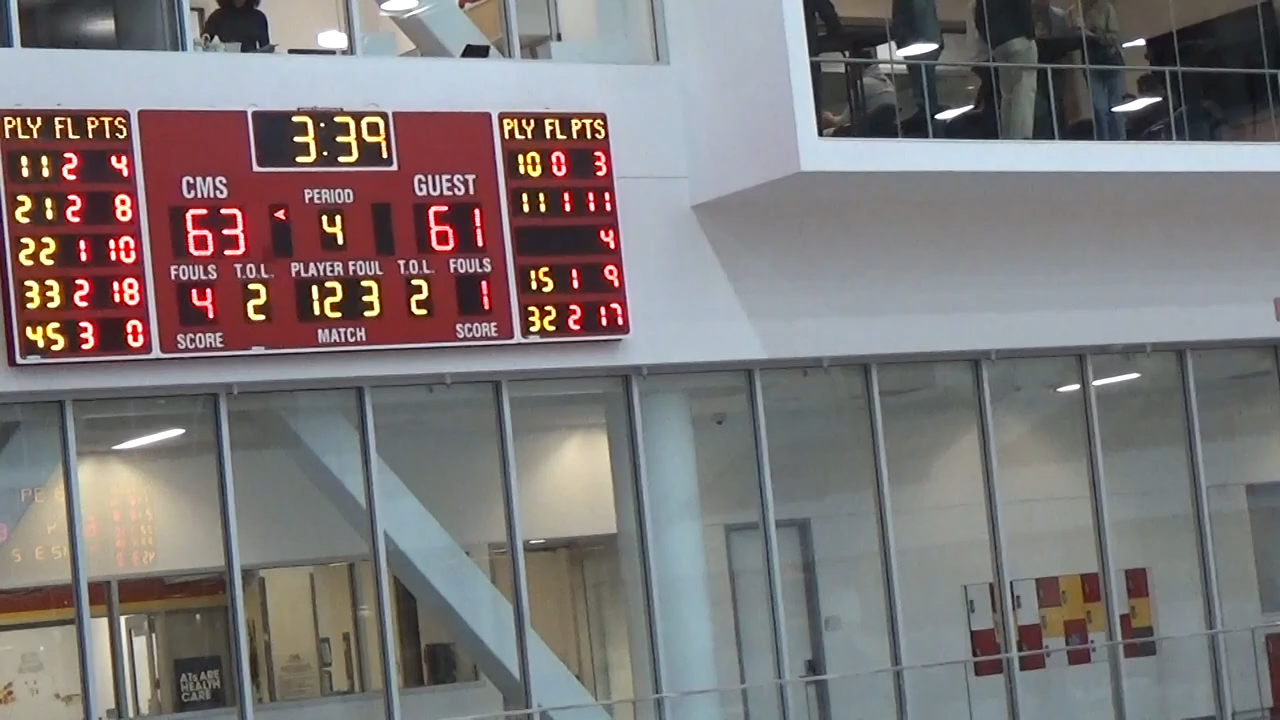 PLY FL PTS
11 2 4
21 2 8
22 1 10
33 2 18
45 3 0
3:39
CMS PERIOD GUEST
63 < 4 61
FOULS T.O.L. PLAYER FOUL T.O.L. FOULS
4 2 12 3 2 1
SCORE MATCH SCORE
PLY FL PTS
10 0 3
11 1 11
4
15 1 9
32 2 17
ATs ARE
HEALTH
CARE